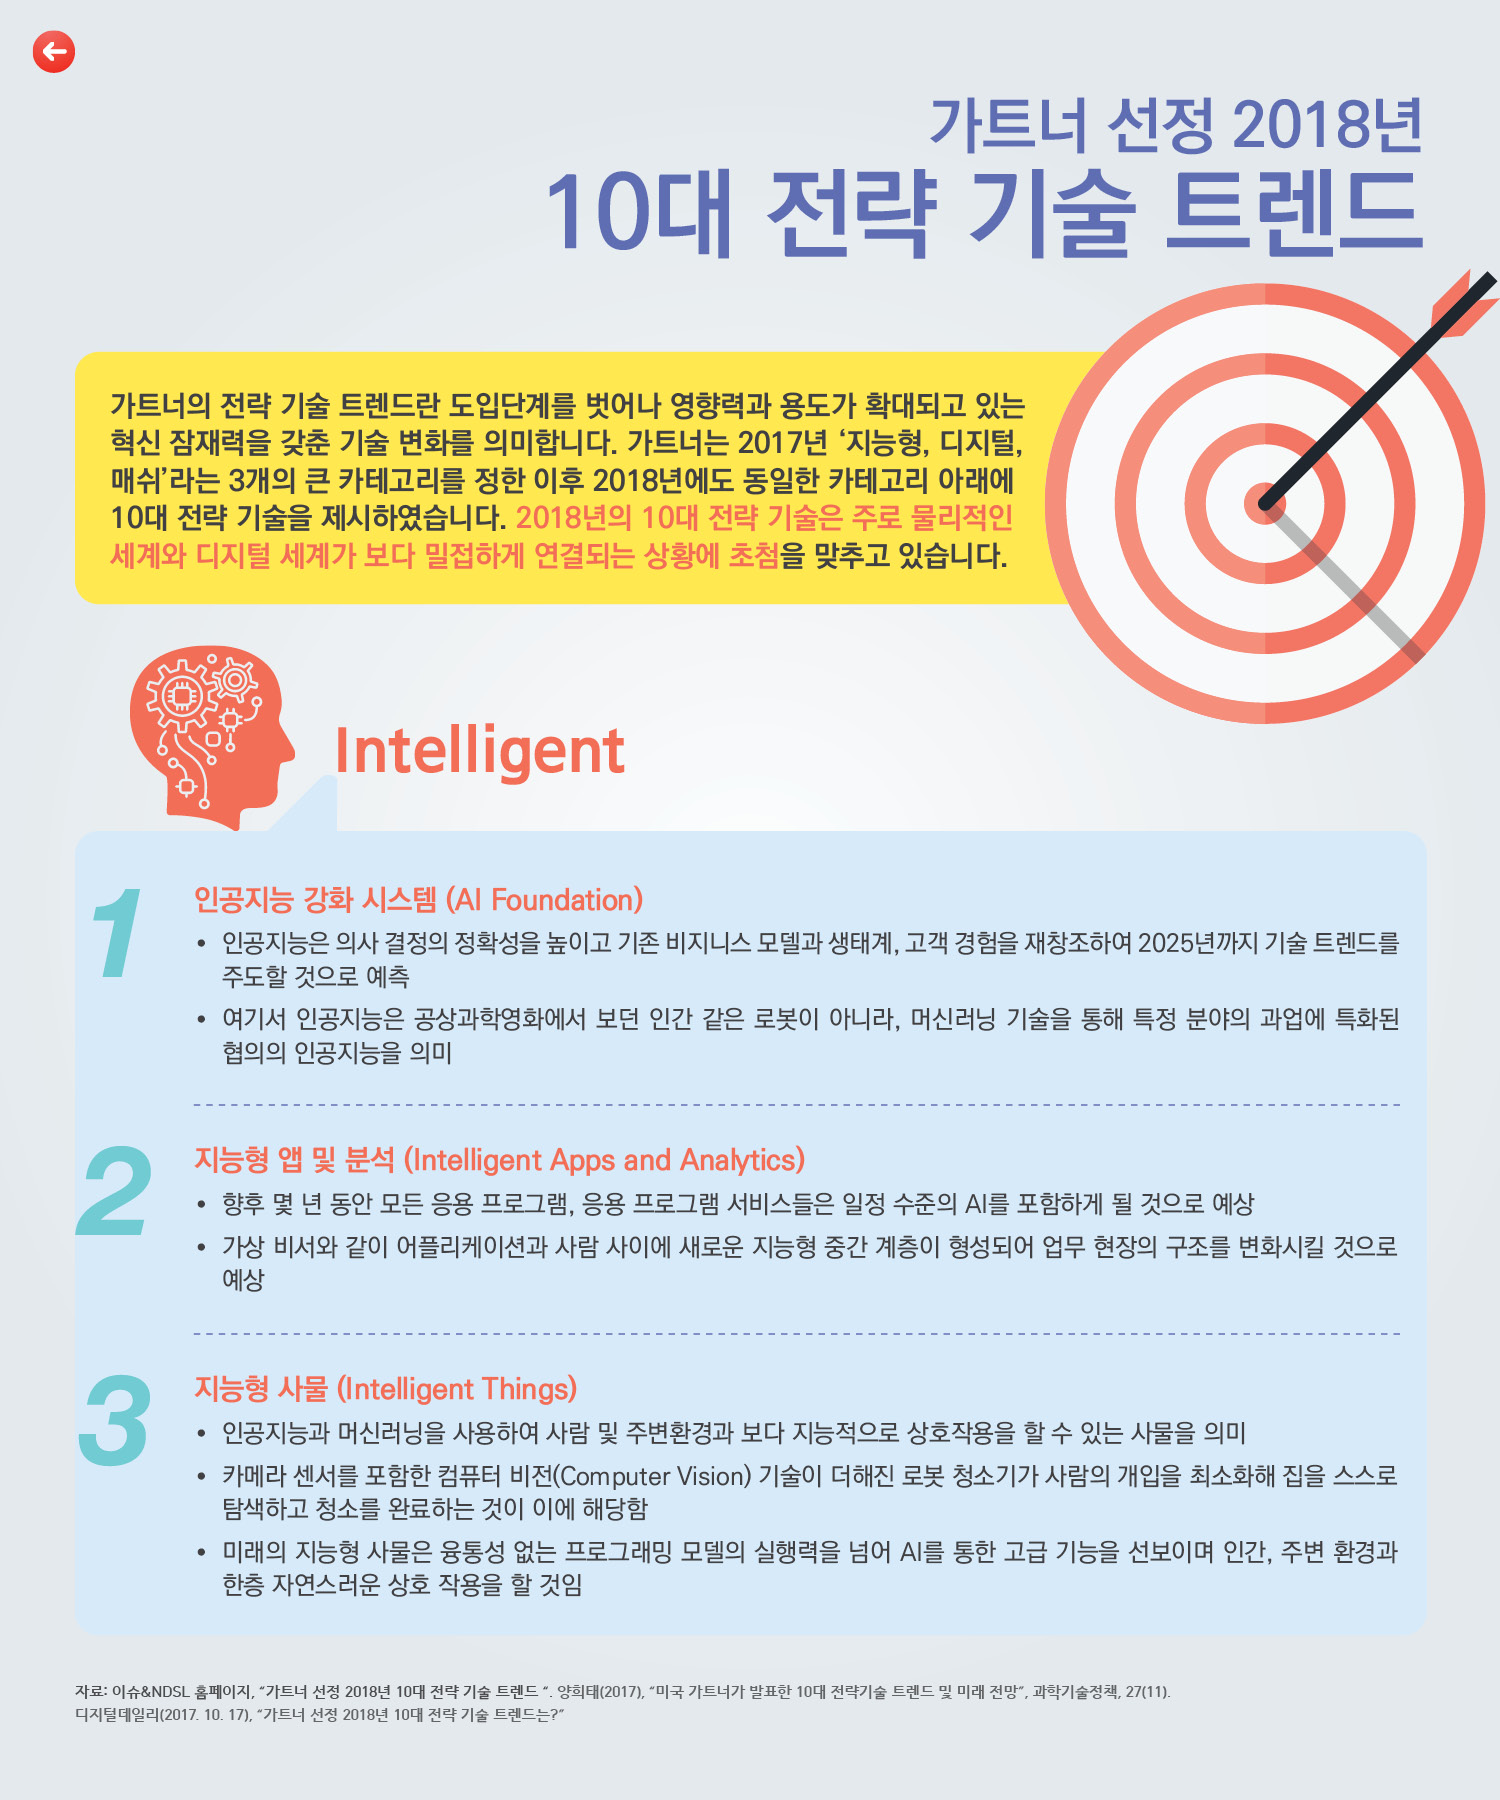 가트너 선정 2018년
10대 전략 기술 트렌드
가트너의 전략 기술 트렌드란 도입단계를 벗어나 영향력과 용도가 확대되고 있는
혁신 잠재력을 갖춘 기술 변화를 의미합니다. 가트너는 2017년 ‘지능형, 디지털,
매쉬’라는 3개의 큰 카테고리를 정한 이후 2018년에도 동일한 카테고리 아래에
10대 전략 기술을 제시하였습니다. 2018년의 10대 전략 기술은 주로 물리적인
세계와 디지털 세계가 보다 밀접하게 연결되는 상황에 초첨을 맞추고 있습니다.
Intelligent
1
인공지능 강화 시스템 (AI Foundation)
• 인공지능은 의사 결정의 정확성을 높이고 기존 비지니스 모델과 생태계, 고객 경험을 재창조하여 2025년까지 기술 트렌드를
주도할 것으로 예측
• 여기서 인공지능은 공상과학영화에서 보던 인간 같은 로봇이 아니라, 머신러닝 기술을 통해 특정 분야의 과업에 특화된
협의의 인공지능을 의미
2
지능형 앱 및 분석 (Intelligent Apps and Analytics)
• 향후 몇 년 동안 모든 응용 프로그램, 응용 프로그램 서비스들은 일정 수준의 AI를 포함하게 될 것으로 예상
• 가상 비서와 같이 어플리케이션과 사람 사이에 새로운 지능형 중간 계층이 형성되어 업무 현장의 구조를 변화시킬 것으로
예상
3
지능형 사물 (Intelligent Things)
• 인공지능과 머신러닝을 사용하여 사람 및 주변환경과 보다 지능적으로 상호작용을 할 수 있는 사물을 의미
• 카메라 센서를 포함한 컴퓨터 비전(Computer Vision) 기술이 더해진 로봇 청소기가 사람의 개입을 최소화해 집을 스스로
탐색하고 청소를 완료하는 것이 이에 해당함
• 미래의 지능형 사물은 융통성 없는 프로그래밍 모델의 실행력을 넘어 AI를 통한 고급 기능을 선보이며 인간, 주변 환경과
한층 자연스러운 상호 작용을 할 것임
자료: 이슈&NDSL 홈페이지, “가트너 선정 2018년 10대 전략 기술 트렌드 “. 양희태(2017), “미국 가트너가 발표한 10대 전략기술 트렌드 및 미래 전망”, 과학기술정책, 27(11).
디지털데일리(2017. 10. 17), “가트너 선정 2018년 10대 전략 기술 트렌드는?”